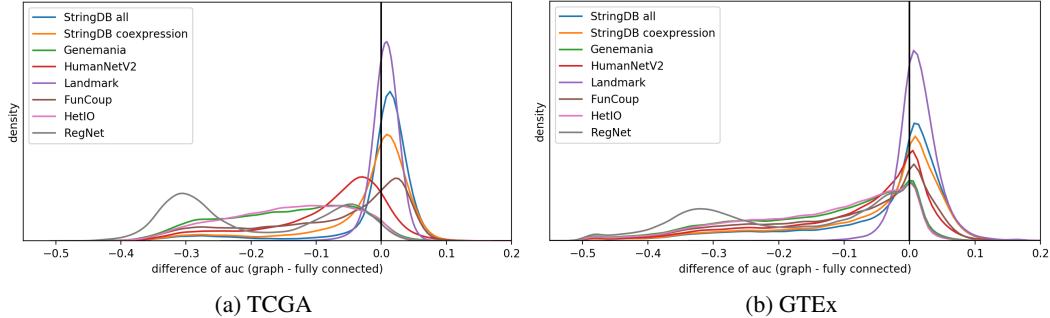 StringDB all
StringDB coexpression
Genemania
HumanNetV2
Landmark
FunCoup
HetIO
RegNet
density
−0.5 −0.4 −0.3 −0.2 −0.1 0.0 0.1 0.2
difference of auc (graph - fully connected)
(a) TCGA
StringDB all
StringDB coexpression
Genemania
HumanNetV2
Landmark
FunCoup
HetIO
RegNet
density
−0.5 −0.4 −0.3 −0.2 −0.1 0.0 0.1 0.2
difference of auc (graph - fully connected)
(b) GTEx